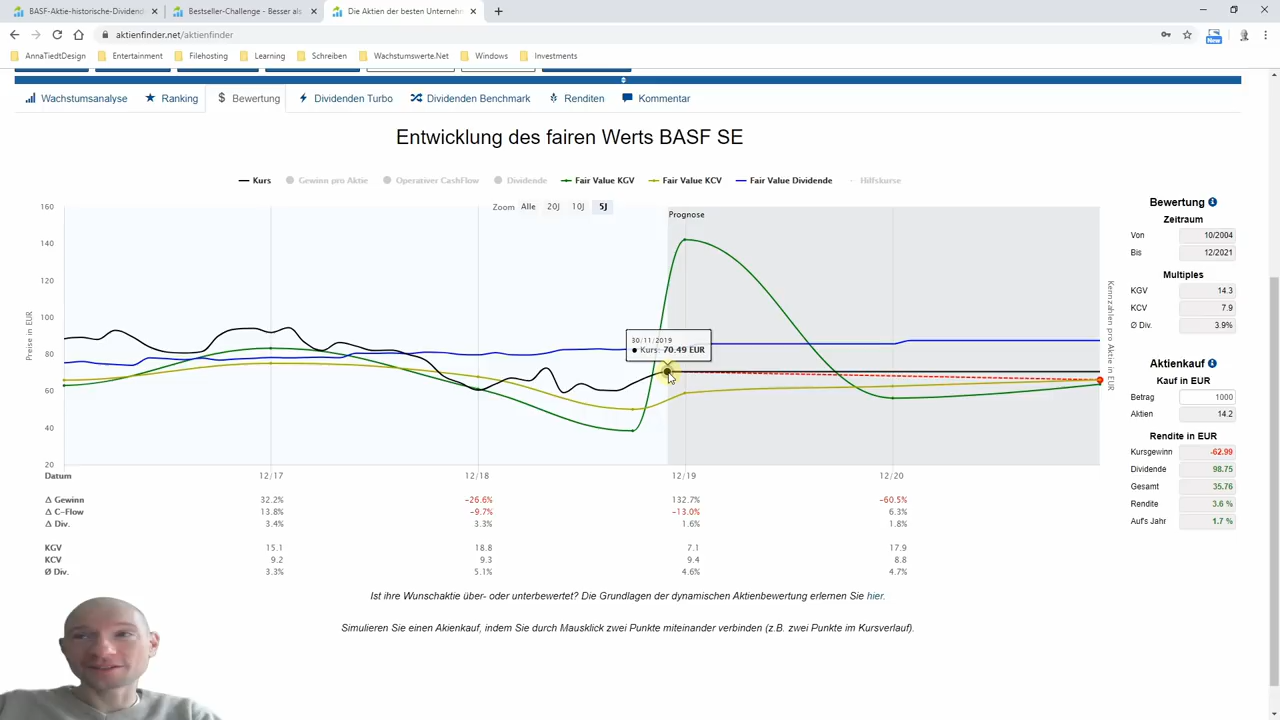 BASF-Aktie-historische-Dividend
Bestseller-Challenge - Besser als
Die Aktien der besten Unternehm
aktienfinder.net/aktienfinder
New
AnnaTiedtDesign
Entertainment
Filehosting
Learning
Schreiben
Wachstumswerte.Net
Windows
Investments
Wachstumsanalyse
Ranking
$ Bewertung
Dividenden Turbo
Dividenden Benchmark
Renditen
Kommentar
Entwicklung des fairen Werts BASF SE
Kurs
Gewinn pro Aktie
Operativer CashFlow
Dividende
Fair Value KGV
Fair Value KCV
Fair Value Dividende
Hilfskurse
Zoom Alle 20J 10J 5J
Prognose
160
140
120
100
80
60
40
20
Preise in EUR
Kennzahlen pro Aktie in EUR
30/11/2019
● Kurs: 70.49 EUR
Datum 12/17 12/18 12/19 12/20
Δ Gewinn 32.2% -26.6% 132.7% -60.5%
Δ C-Flow 13.8% -9.7% -13.0% 6.3%
Δ Div. 3.4% 3.3% 1.6% 1.8%
KGV 15.1 18.8 7.1 17.9
KCV 9.2 9.3 9.4 8.8
Ø Div. 3.3% 5.1% 4.6% 4.7%
Ist ihre Wunschaktie über- oder unterbewertet? Die Grundlagen der dynamischen Aktienbewertung erlernen Sie hier.
Simulieren Sie einen Akienkauf, indem Sie durch Mausklick zwei Punkte miteinander verbinden (z.B. zwei Punkte im Kursverlauf).
Bewertung
Zeitraum
Von 10/2004
Bis 12/2021
Multiples
KGV 14.3
KCV 7.9
Ø Div. 3.9%
Aktienkauf
Kauf in EUR
Betrag 1000
Aktien 14.2
Rendite in EUR
Kursgewinn -62.99
Dividende 98.75
Gesamt 35.76
Rendite 3.6 %
Auf's Jahr 1.7 %